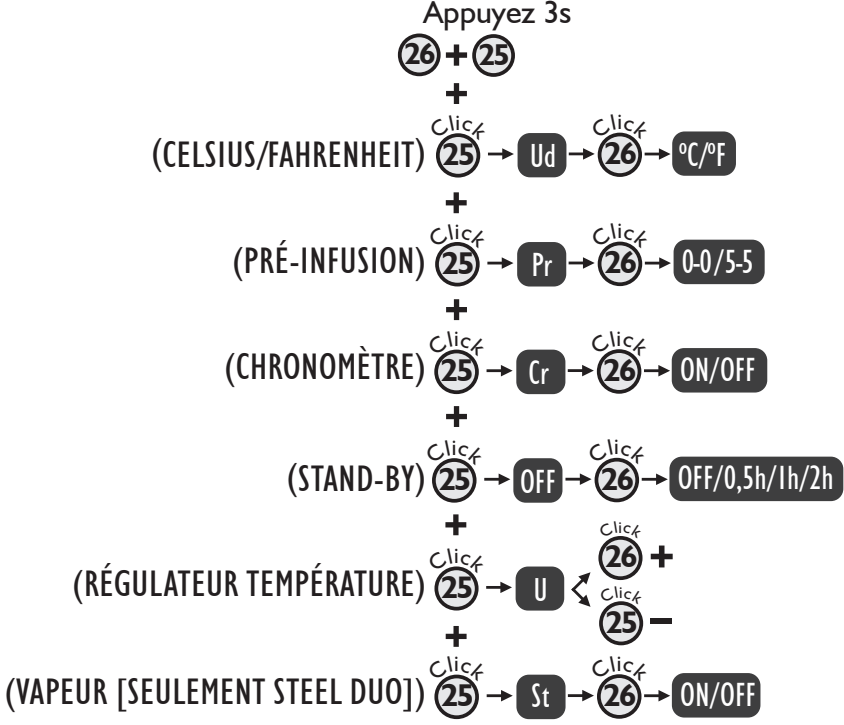 Appuyez 3s
26 + 25
+
(CELSIUS/FAHRENHEIT) Click 25 → Ud → Click 26 → ºC/ºF
+
(PRÉ-INFUSION) Click 25 → Pr → Click 26 → 0-0/5-5
+
(CHRONOMÈTRE) Click 25 → Cr → Click 26 → ON/OFF
+
(STAND-BY) Click 25 → OFF → Click 26 → OFF/0,5h/1h/2h
+
Click 26 +
(RÉGULATEUR TEMPÉRATURE) Click 25 → U
Click 25 −
+
(VAPEUR [SEULEMENT STEEL DUO]) Click 25 → St → Click 26 → ON/OFF